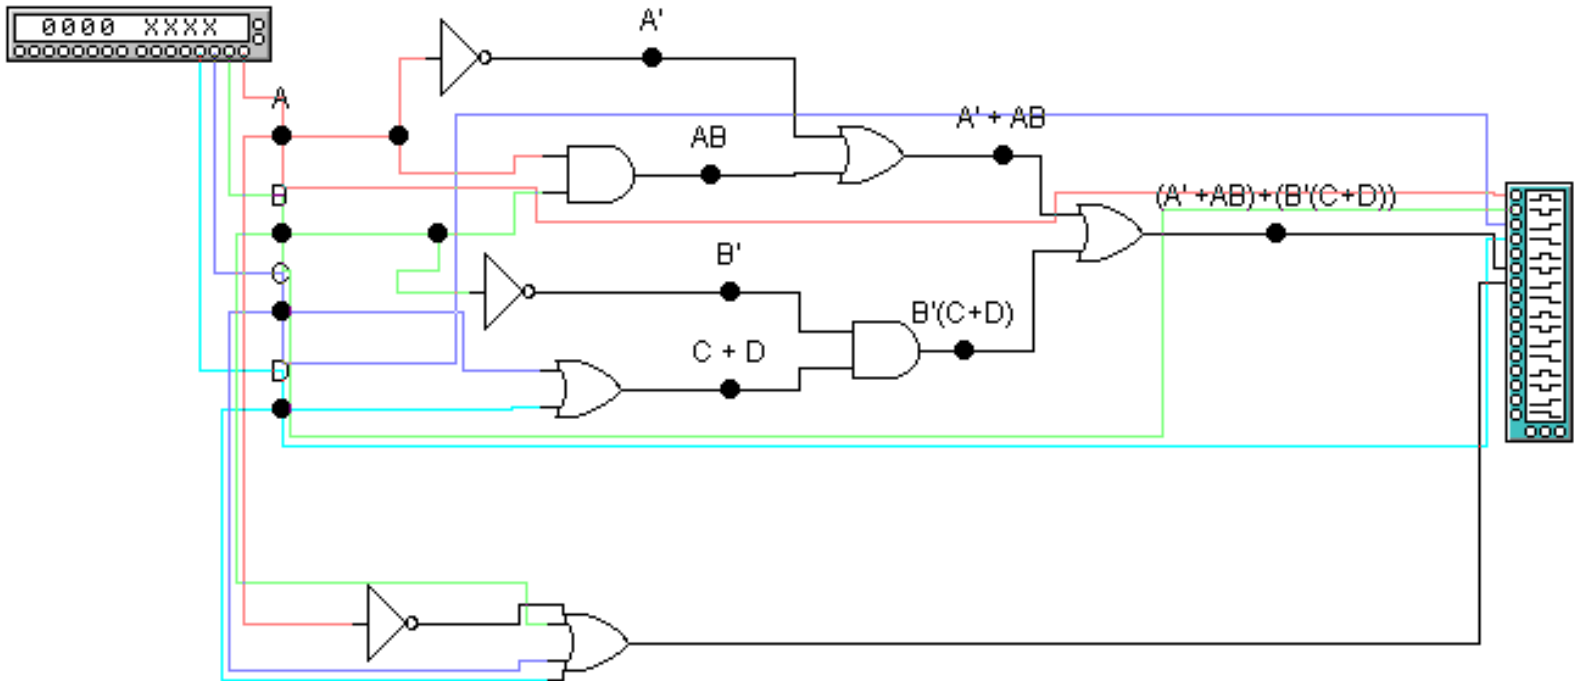 0000 XXXX
A'
A
A' + AB
AB
B
(A' +AB)+(B'(C+D))
B'
C
B'(C+D)
C + D
D